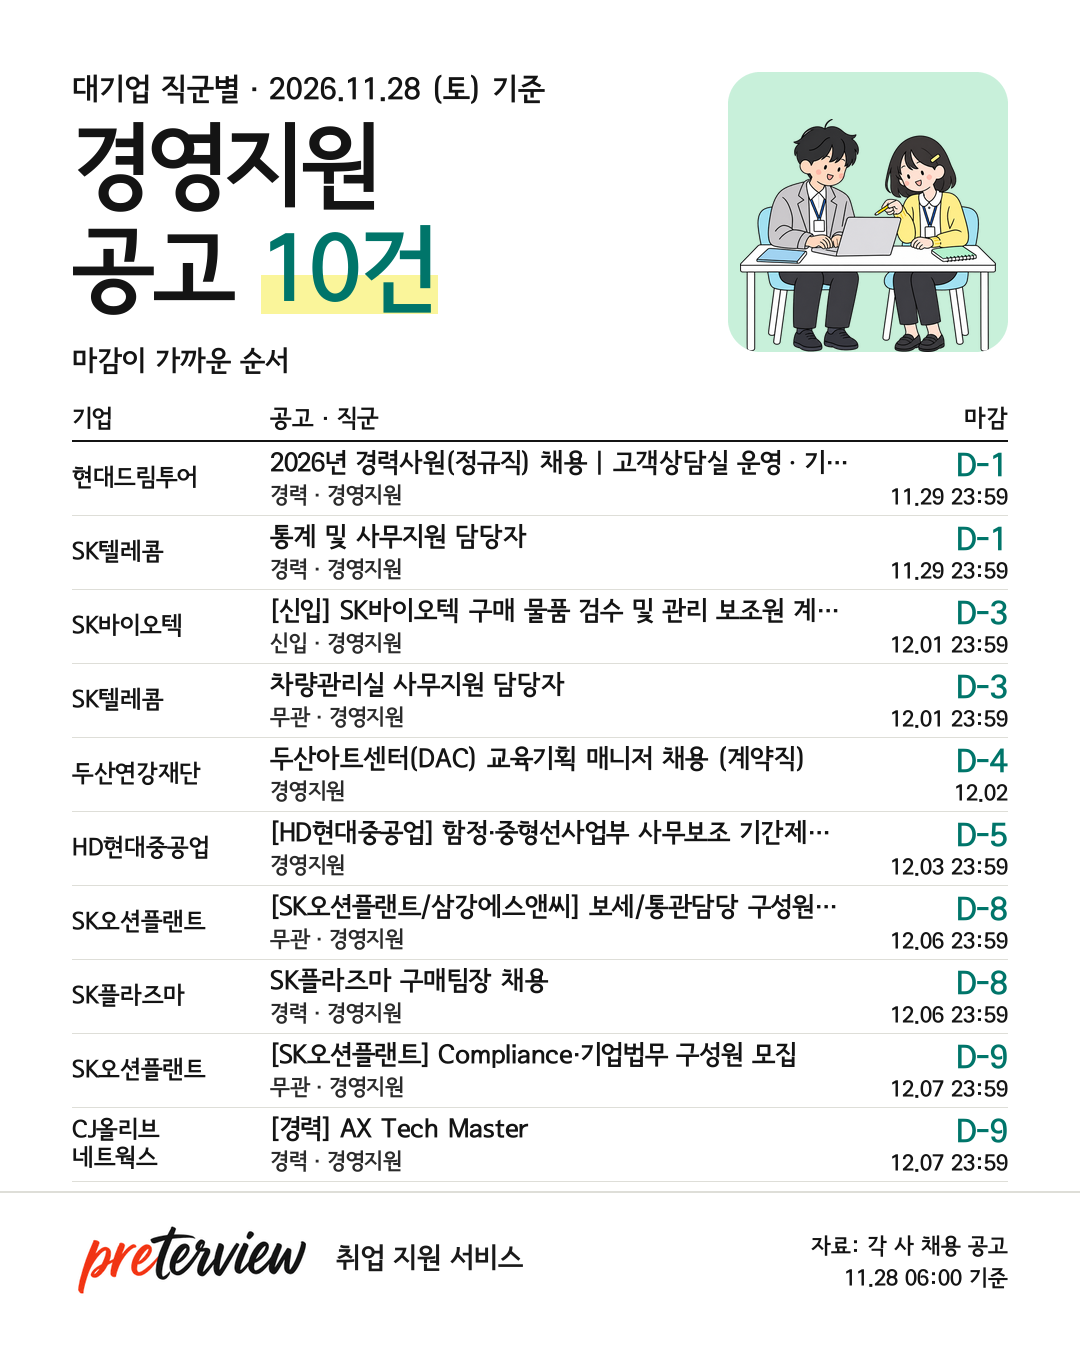 대기업 직군별 · 2026.11.28 (토) 기준
경영지원
공고 10건
마감이 가까운 순서
기업 공고 · 직군 마감
현대드림투어
2026년 경력사원(정규직) 채용 | 고객상담실 운영 · 기…
경력 · 경영지원
D-1
11.29 23:59
SK텔레콤
통계 및 사무지원 담당자
경력 · 경영지원
D-1
11.29 23:59
SK바이오텍
[신입] SK바이오텍 구매 물품 검수 및 관리 보조원 계…
신입 · 경영지원
D-3
12.01 23:59
SK텔레콤
차량관리실 사무지원 담당자
무관 · 경영지원
D-3
12.01 23:59
두산연강재단
두산아트센터(DAC) 교육기획 매니저 채용 (계약직)
경영지원
D-4
12.02
HD현대중공업
[HD현대중공업] 함정·중형선사업부 사무보조 기간제…
경영지원
D-5
12.03 23:59
SK오션플랜트
[SK오션플랜트/삼강에스앤씨] 보세/통관담당 구성원…
무관 · 경영지원
D-8
12.06 23:59
SK플라즈마
SK플라즈마 구매팀장 채용
경력 · 경영지원
D-8
12.06 23:59
SK오션플랜트
[SK오션플랜트] Compliance·기업법무 구성원 모집
무관 · 경영지원
D-9
12.07 23:59
CJ올리브
네트웍스
[경력] AX Tech Master
경력 · 경영지원
D-9
12.07 23:59
preterview 취업 지원 서비스
자료: 각 사 채용 공고
11.28 06:00 기준